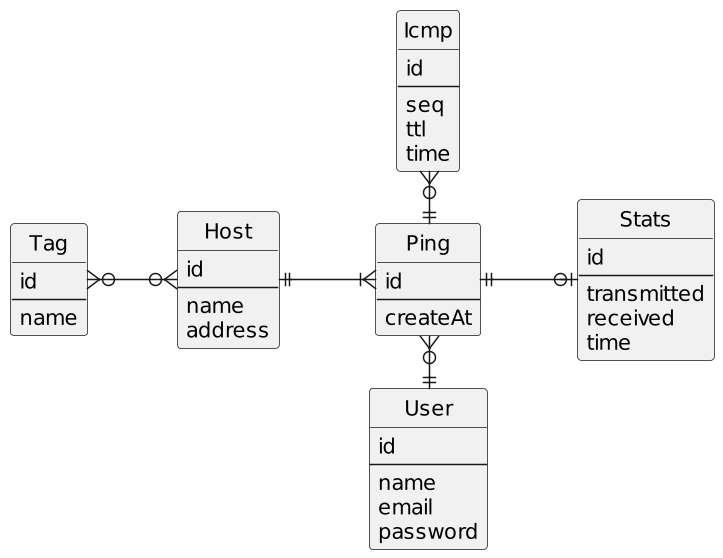 Icmp
id
seq
ttl
time
Tag
id
name
Host
id
name
address
Ping
id
createAt
Stats
id
transmitted
received
time
User
id
name
email
password